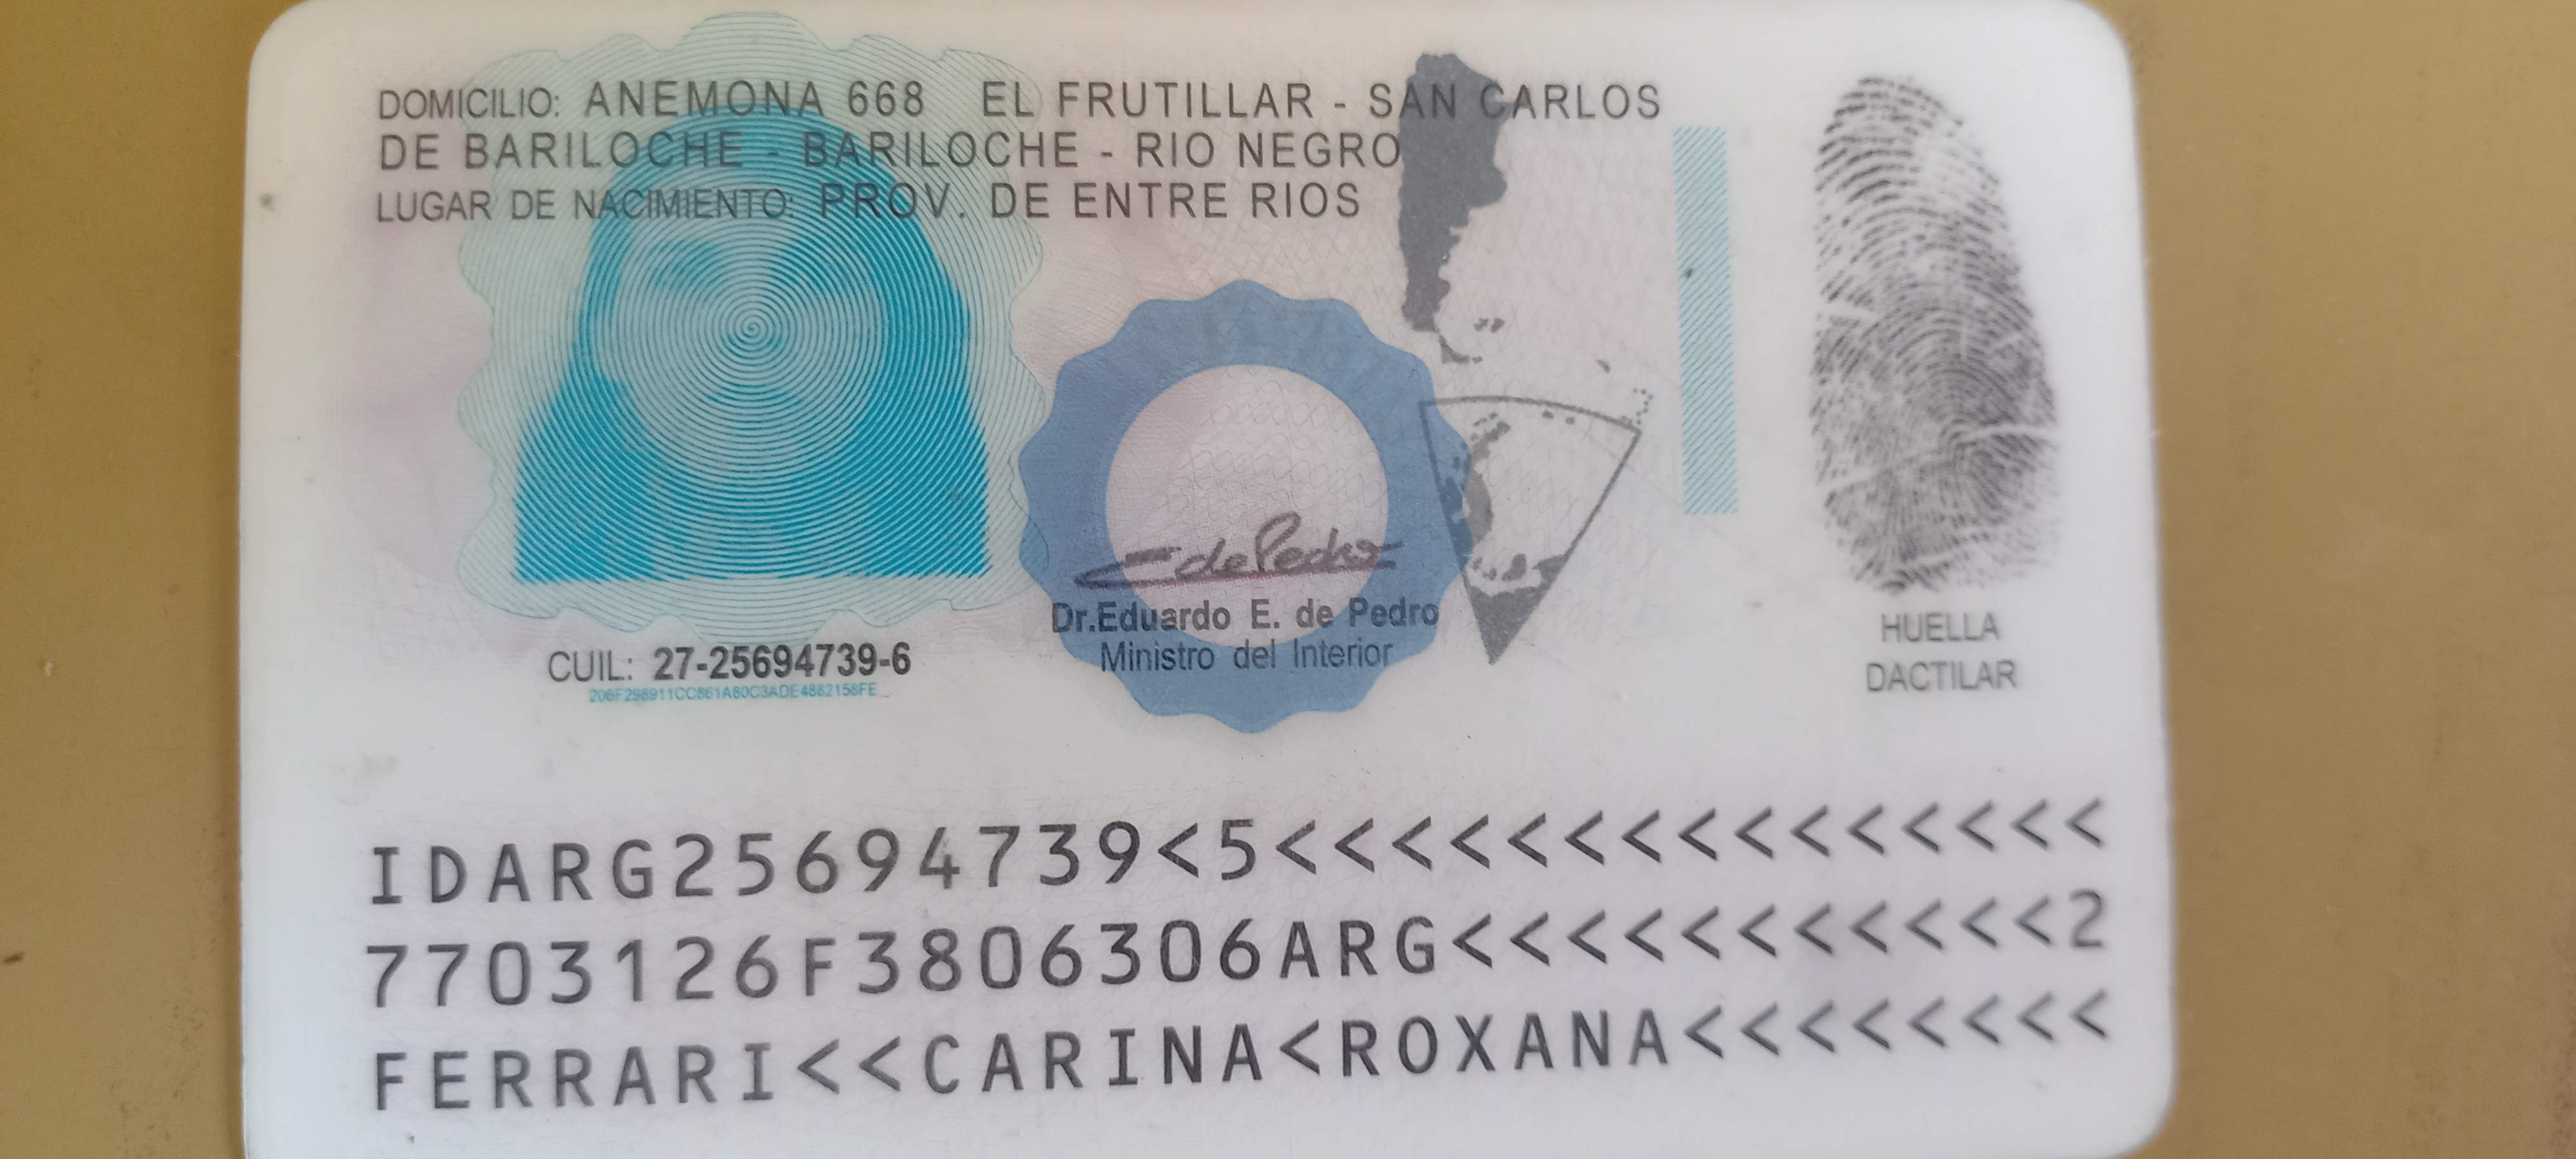 DOMICILIO: ANEMONA 668 EL FRUTILLAR - SAN CARLOS
DE BARILOCHE - BARILOCHE - RIO NEGRO
LUGAR DE NACIMIENTO: PROV. DE ENTRE RIOS
Dr. Eduardo E. de Pedro
Ministro del Interior
CUIL: 27-25694739-6
HUELLA
DACTILAR
IDARG25694739<5<<<<<<<<<<<<<<<
7703126F3806306ARG<<<<<<<<<<<2
FERRARI<<CARINA<ROXANA<<<<<<<<